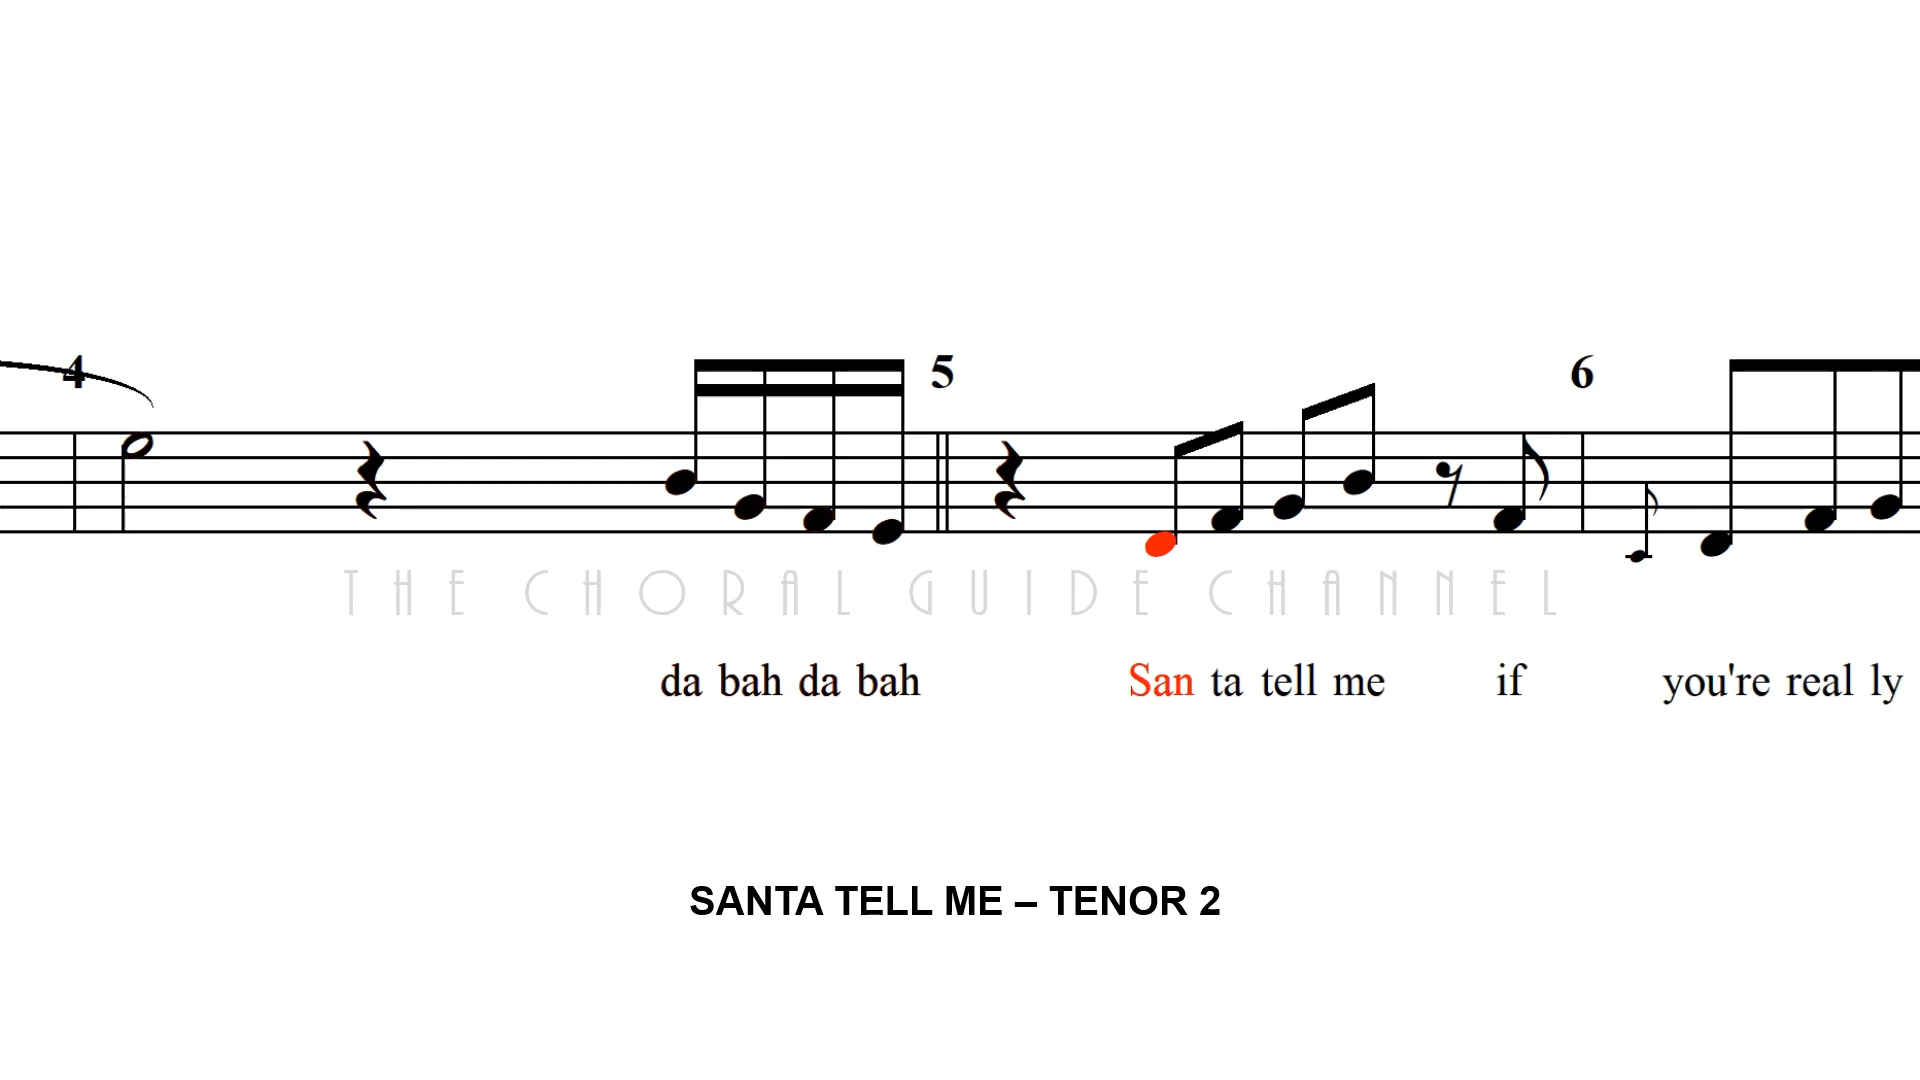 4 5 6
THE CHORAL GUIDE CHANNEL
da bah da bah San ta tell me if you're real ly
SANTA TELL ME – TENOR 2